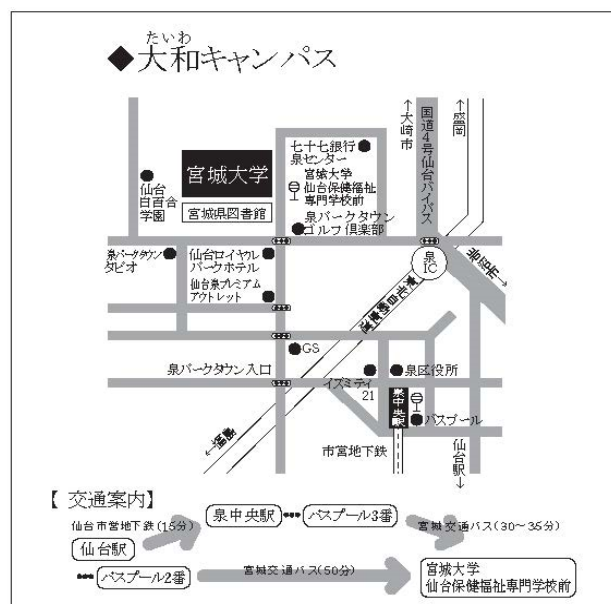 たいわ
◆大和キャンパス
↑大崎市
国道4号仙台バイパス
↑盛岡
七十七銀行
泉センター
宮城大学
仙台保健福祉
専門学校前
宮城大学
仙台
白百合
学園
宮城県図書館
泉パークタウン
ゴルフ倶楽部
泉パークタウン
タピオ
仙台ロイヤル
パークホテル
仙台泉プレミアム
アウトレット
泉
IC
岩沼市
東北自動車道
GS
泉パークタウン入口
イズミティ
21
泉区役所
泉中央駅
バスプール
市営地下鉄
仙台駅↓
【 交通案内】
仙台市営地下鉄(15分)
泉中央駅
バスプール3番
宮城交通バス(30〜35分)
仙台駅
バスプール2番
宮城交通バス(50分)
宮城大学
仙台保健福祉専門学校前